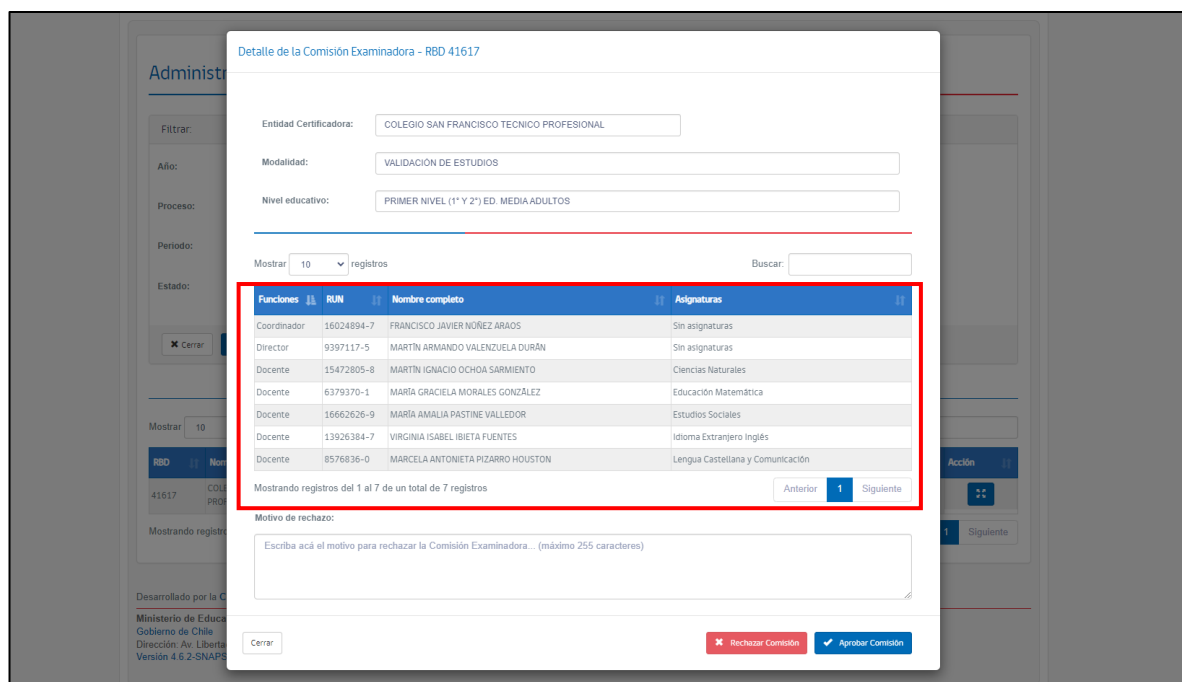 Detalle de la Comisión Examinadora - RBD 41617
Administr
Filtrar:
Entidad Certificadora: COLEGIO SAN FRANCISCO TECNICO PROFESIONAL
Año:
Modalidad: VALIDACIÓN DE ESTUDIOS
Proceso:
Nivel educativo: PRIMER NIVEL (1° Y 2°) ED. MEDIA ADULTOS
Periodo:
Mostrar 10 registros Buscar:
Estado:
Funciones RUN Nombre completo Asignaturas
Coordinador 16024894-7 FRANCISCO JAVIER NÚÑEZ ARAOS Sin asignaturas
Cerrar
Director 9397117-5 MARTÍN ARMANDO VALENZUELA DURÁN Sin asignaturas
Docente 15472805-8 MARTÍN IGNACIO OCHOA SARMIENTO Ciencias Naturales
Docente 6379370-1 MARÍA GRACIELA MORALES GONZÁLEZ Educación Matemática
Docente 16662626-9 MARÍA AMALIA PASTINE VALLEDOR Estudios Sociales
Mostrar 10
Docente 13926384-7 VIRGINIA ISABEL IBIETA FUENTES Idioma Extranjero Inglés
Docente 8576836-0 MARCELA ANTONIETA PIZARRO HOUSTON Lengua Castellana y Comunicación
RBD Nom Acción
Mostrando registros del 1 al 7 de un total de 7 registros Anterior 1 Siguiente
41617 COLE
PROF
Motivo de rechazo:
Mostrando registro 1 Siguiente
Escriba acá el motivo para rechazar la Comisión Examinadora... (máximo 255 caracteres)
Desarrollado por la C
Ministerio de Educa
Gobierno de Chile
Dirección: Av. Liberta
Versión 4.6.2-SNAPS
Cerrar Rechazar Comisión Aprobar Comisión